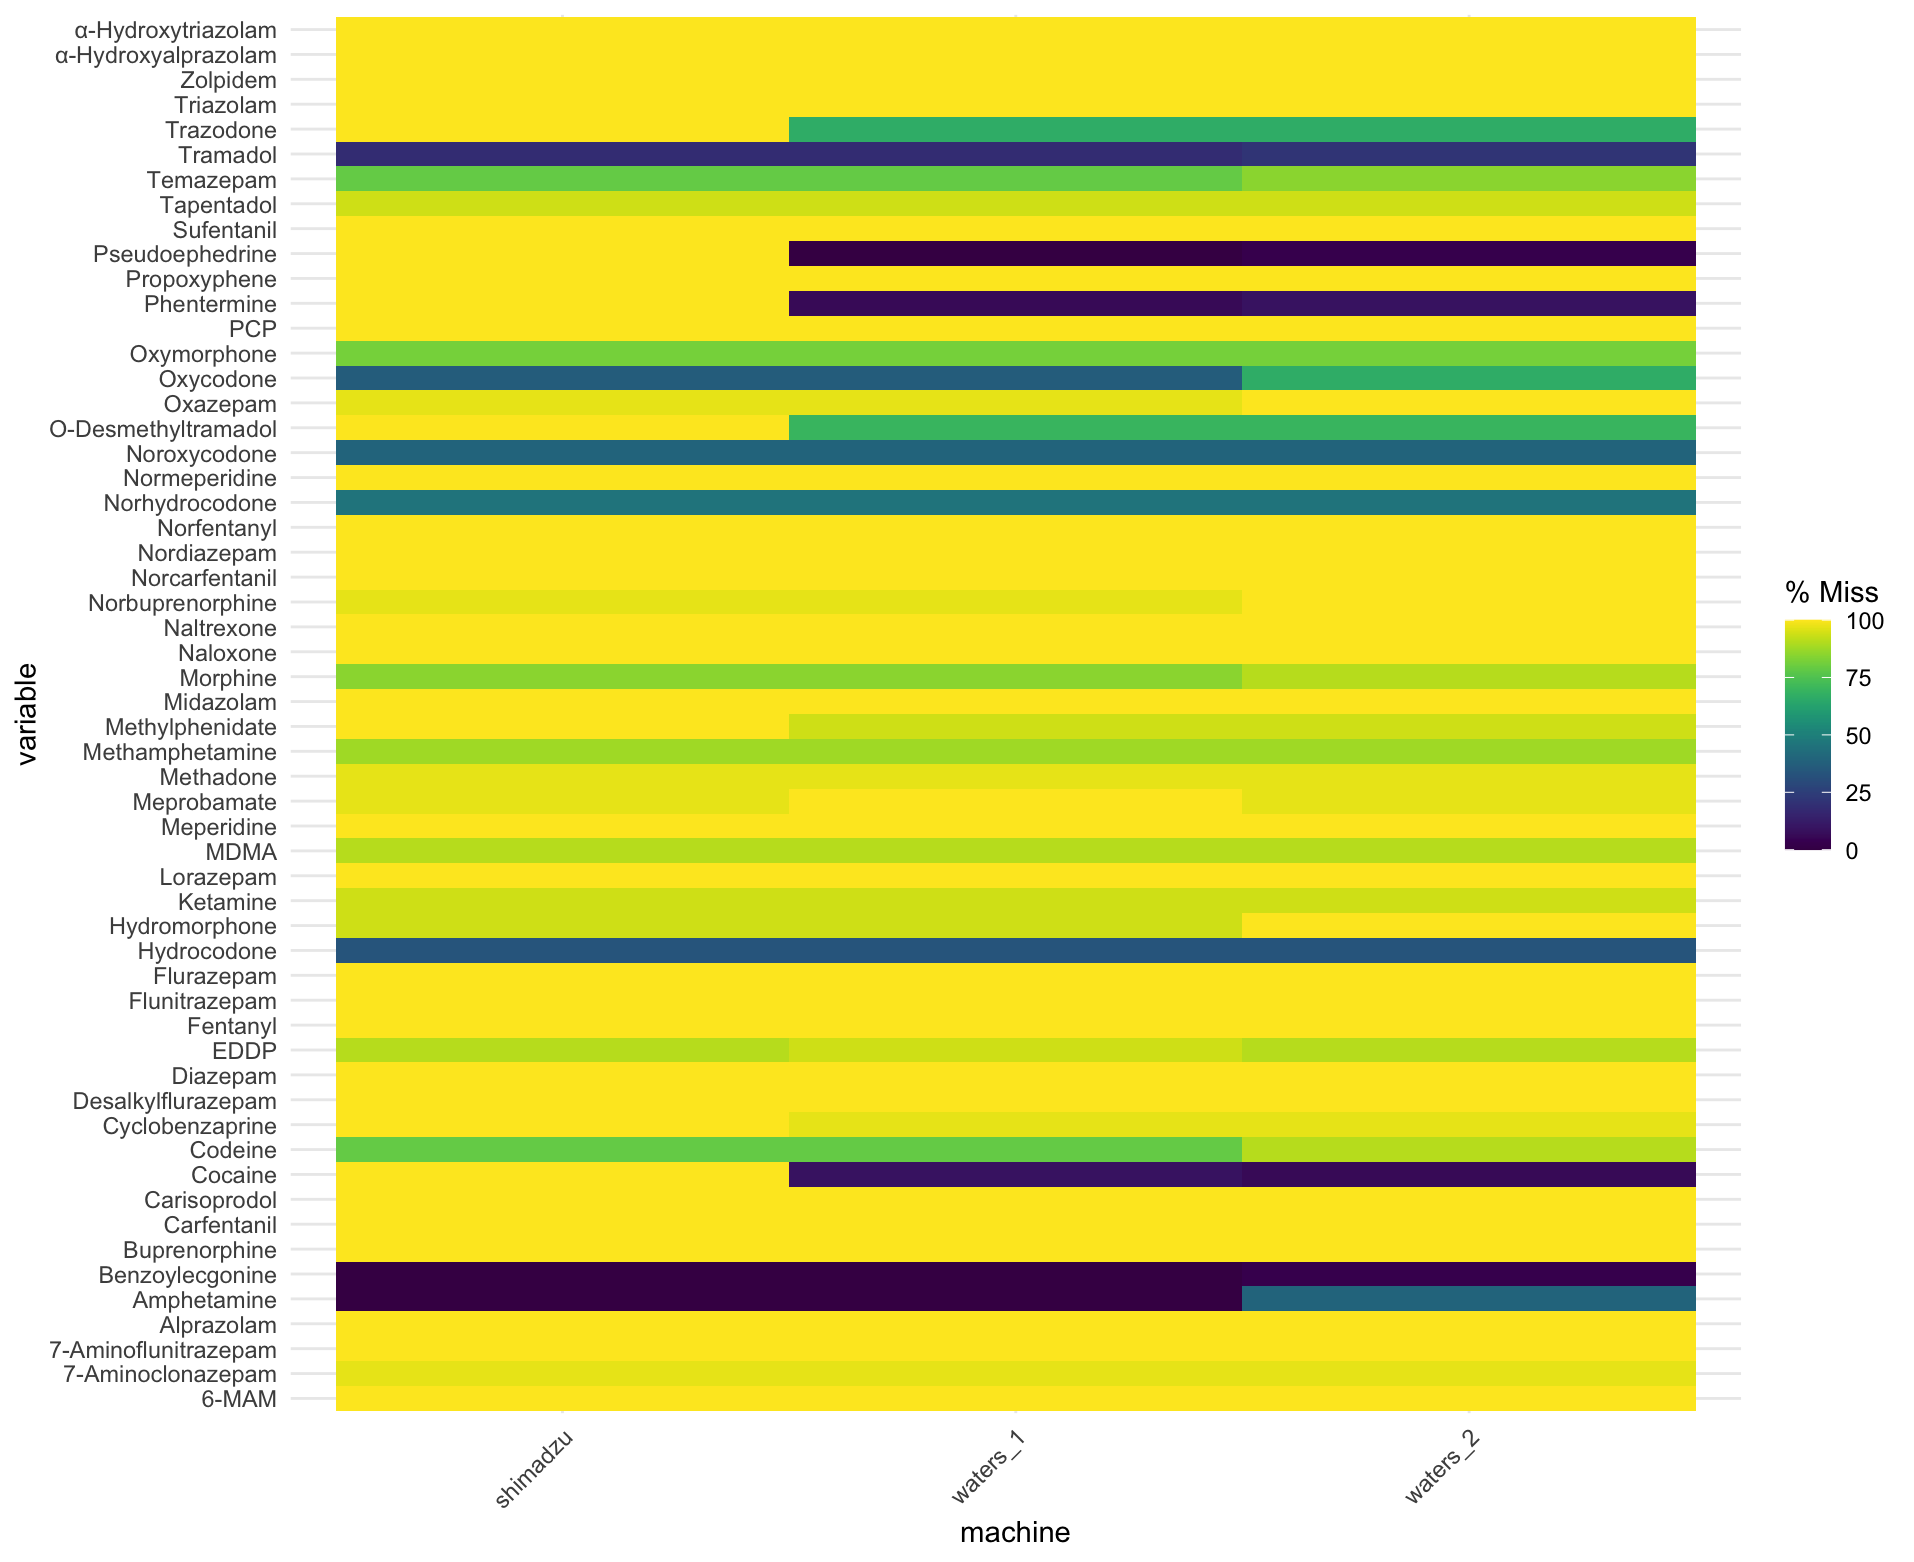 α-Hydroxytriazolam
α-Hydroxyalprazolam
Zolpidem
Triazolam
Trazodone
Tramadol
Temazepam
Tapentadol
Sufentanil
Pseudoephedrine
Propoxyphene
Phentermine
PCP
Oxymorphone
Oxycodone
Oxazepam
O-Desmethyltramadol
Noroxycodone
Normeperidine
Norhydrocodone
Norfentanyl
Nordiazepam
Norcarfentanil
Norbuprenorphine
Naltrexone
Naloxone
Morphine
Midazolam
Methylphenidate
Methamphetamine
Methadone
Meprobamate
Meperidine
MDMA
Lorazepam
Ketamine
Hydromorphone
Hydrocodone
Flurazepam
Flunitrazepam
Fentanyl
EDDP
Diazepam
Desalkylflurazepam
Cyclobenzaprine
Codeine
Cocaine
Carisoprodol
Carfentanil
Buprenorphine
Benzoylecgonine
Amphetamine
Alprazolam
7-Aminoflunitrazepam
7-Aminoclonazepam
6-MAM
variable
shimadzu
waters_1
waters_2
machine
% Miss
100
75
50
25
0